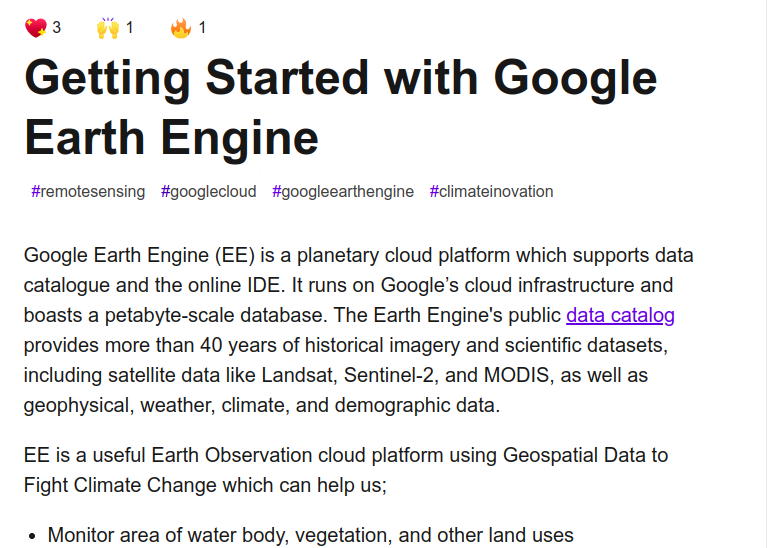 💖 3 🙌 1 🔥 1
Getting Started with Google
Earth Engine
#remotesensing #googlecloud #googleearthengine #climateinovation
Google Earth Engine (EE) is a planetary cloud platform which supports data
catalogue and the online IDE. It runs on Google’s cloud infrastructure and
boasts a petabyte-scale database. The Earth Engine's public data catalog
provides more than 40 years of historical imagery and scientific datasets,
including satellite data like Landsat, Sentinel-2, and MODIS, as well as
geophysical, weather, climate, and demographic data.
EE is a useful Earth Observation cloud platform using Geospatial Data to
Fight Climate Change which can help us;
• Monitor area of water body, vegetation, and other land uses